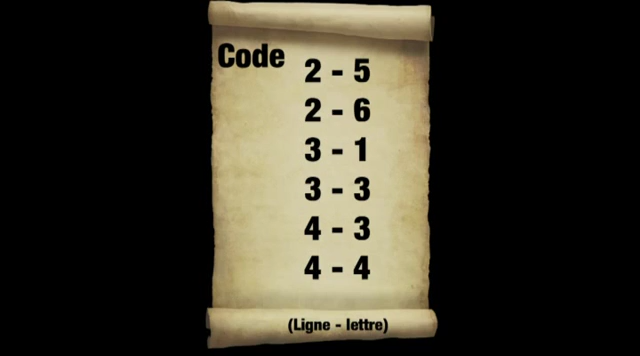 Code
2 - 5
2 - 6
3 - 1
3 - 3
4 - 3
4 - 4
(Ligne - lettre)